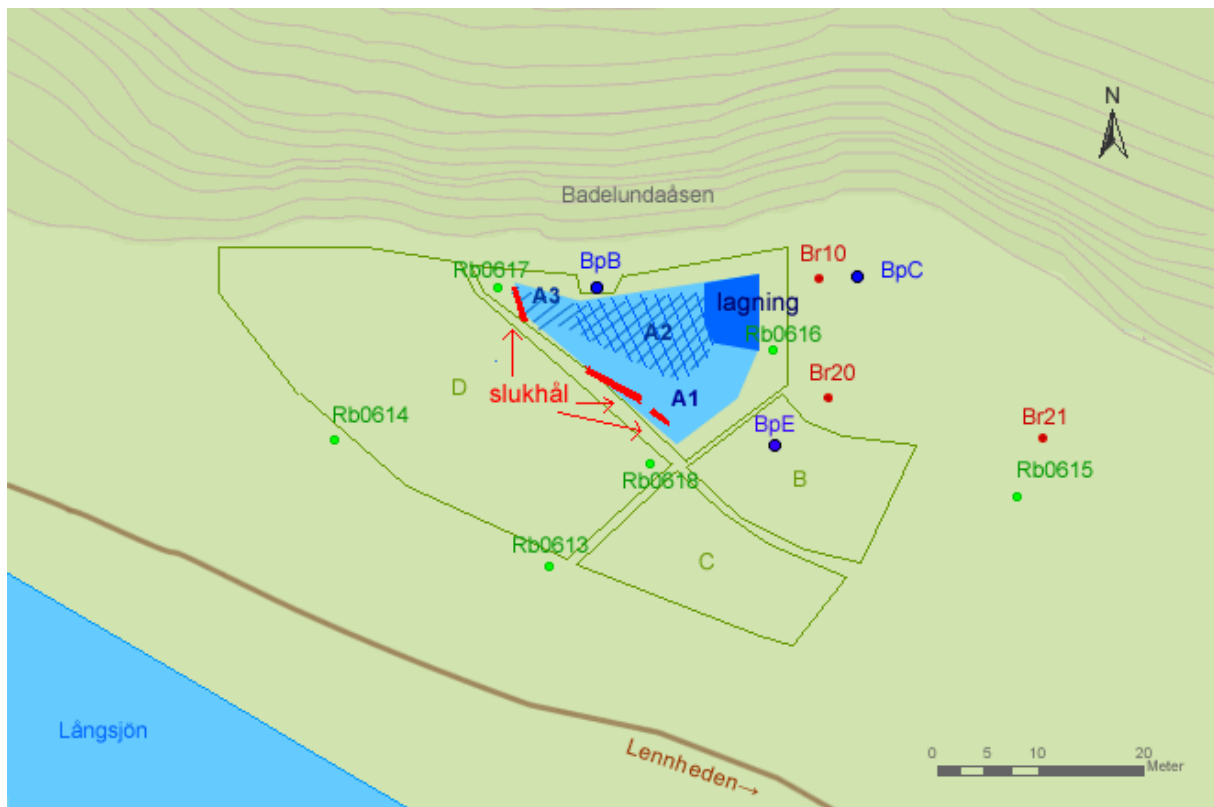 N
Badelundaåsen
Rb0617
BpB
Br10
BpC
A3
lagning
A2
Rb0616
D
slukhål
A1
Br20
Rb0614
BpE
Br21
B
Rb0618
Rb0615
Rb0613
C
Långsjön
Lennheden→
0 5 10 20
Meter